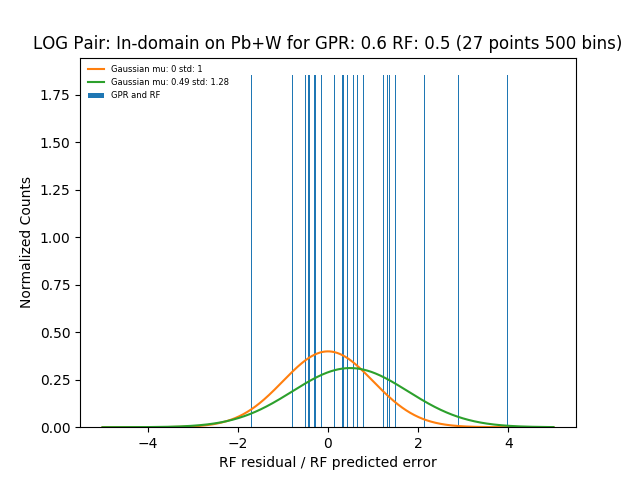 LOG Pair: In-domain on Pb+W for GPR: 0.6 RF: 0.5 (27 points 500 bins)
Gaussian mu: 0 std: 1
Gaussian mu: 0.49 std: 1.28
GPR and RF
Normalized Counts
1.75
1.50
1.25
1.00
0.75
0.50
0.25
0.00
−4
−2
0
2
4
RF residual / RF predicted error